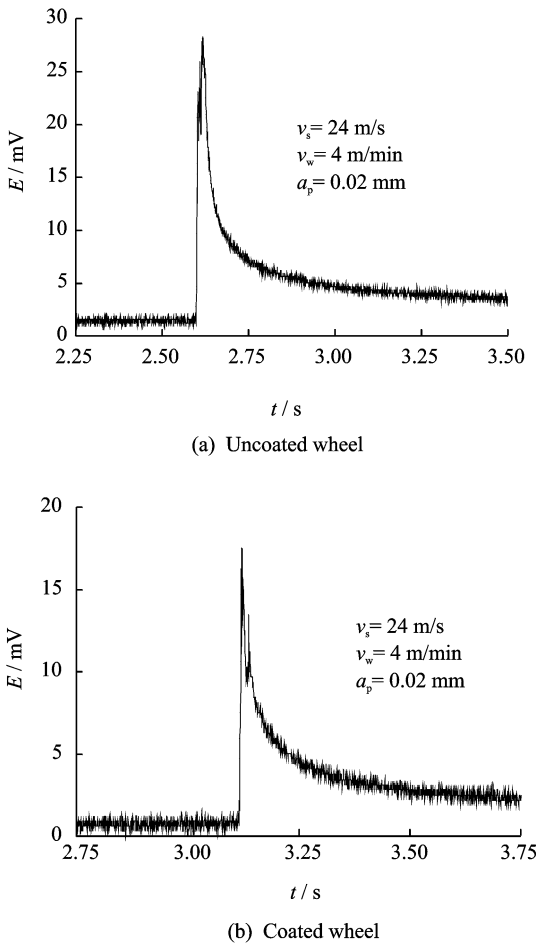 30
25
20
15
10
5
0
E / mV
vs= 24 m/s
vw= 4 m/min
ap= 0.02 mm
2.25 2.50 2.75 3.00 3.25 3.50
t / s
(a) Uncoated wheel
20
15
10
5
0
E / mV
vs= 24 m/s
vw= 4 m/min
ap= 0.02 mm
2.75 3.00 3.25 3.50 3.75
t / s
(b) Coated wheel